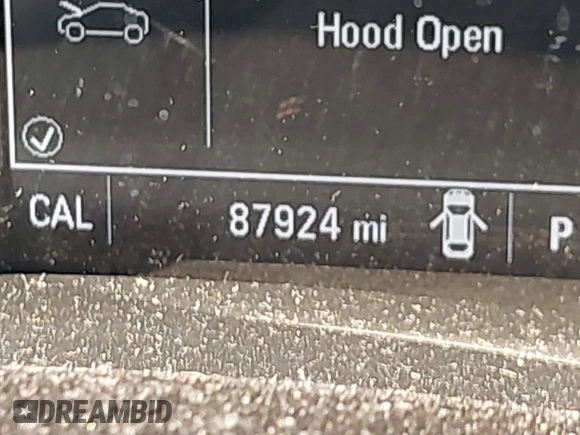 Hood Open
CAL 87924 mi P
DREAMBID